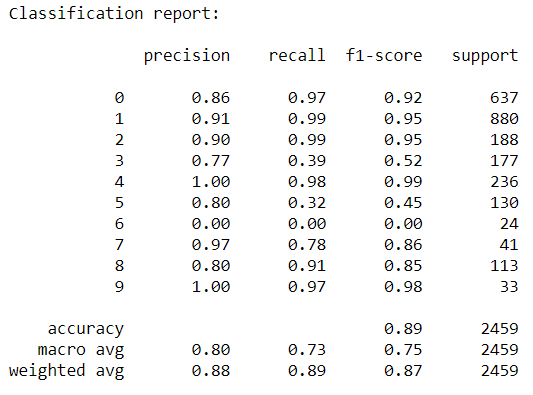 Classification report:
precision recall f1-score support
0 0.86 0.97 0.92 637
1 0.91 0.99 0.95 880
2 0.90 0.99 0.95 188
3 0.77 0.39 0.52 177
4 1.00 0.98 0.99 236
5 0.80 0.32 0.45 130
6 0.00 0.00 0.00 24
7 0.97 0.78 0.86 41
8 0.80 0.91 0.85 113
9 1.00 0.97 0.98 33
accuracy 0.89 2459
macro avg 0.80 0.73 0.75 2459
weighted avg 0.88 0.89 0.87 2459